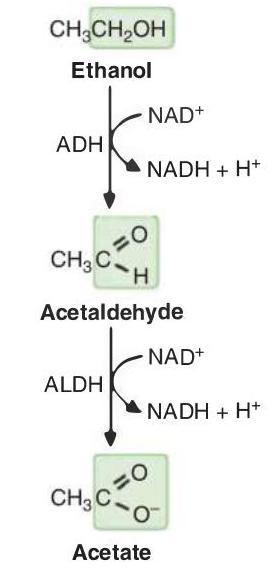 CH₃CH₂OH
Ethanol
NAD⁺
ADH
NADH + H⁺
O
CH₃C
H
Acetaldehyde
NAD⁺
ALDH
NADH + H⁺
O
CH₃C
O⁻
Acetate